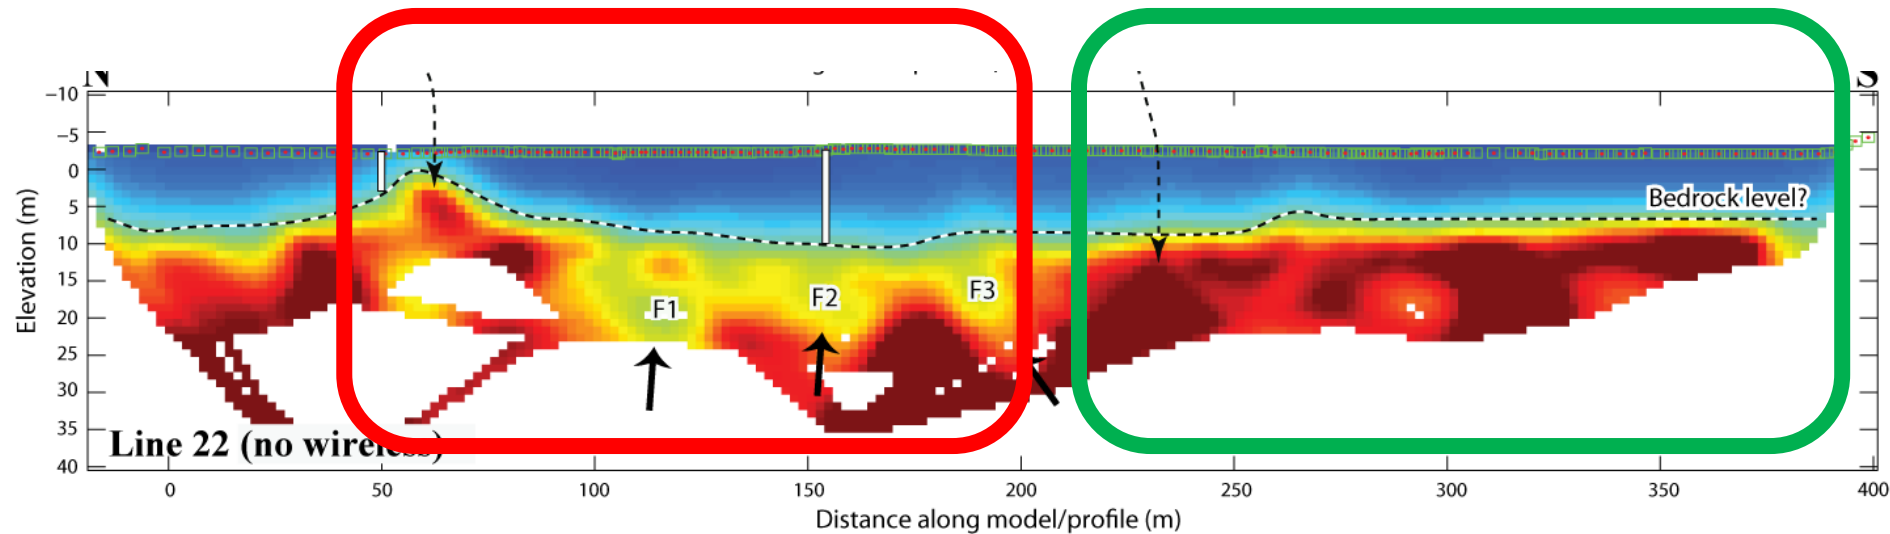 N
S
−10
−5
0
5
10
15
20
25
30
35
40
Elevation (m)
Bedrock level?
F1
F2
F3
Line 22 (no wireless)
0 50 100 150 200 250 300 350 400
Distance along model/profile (m)